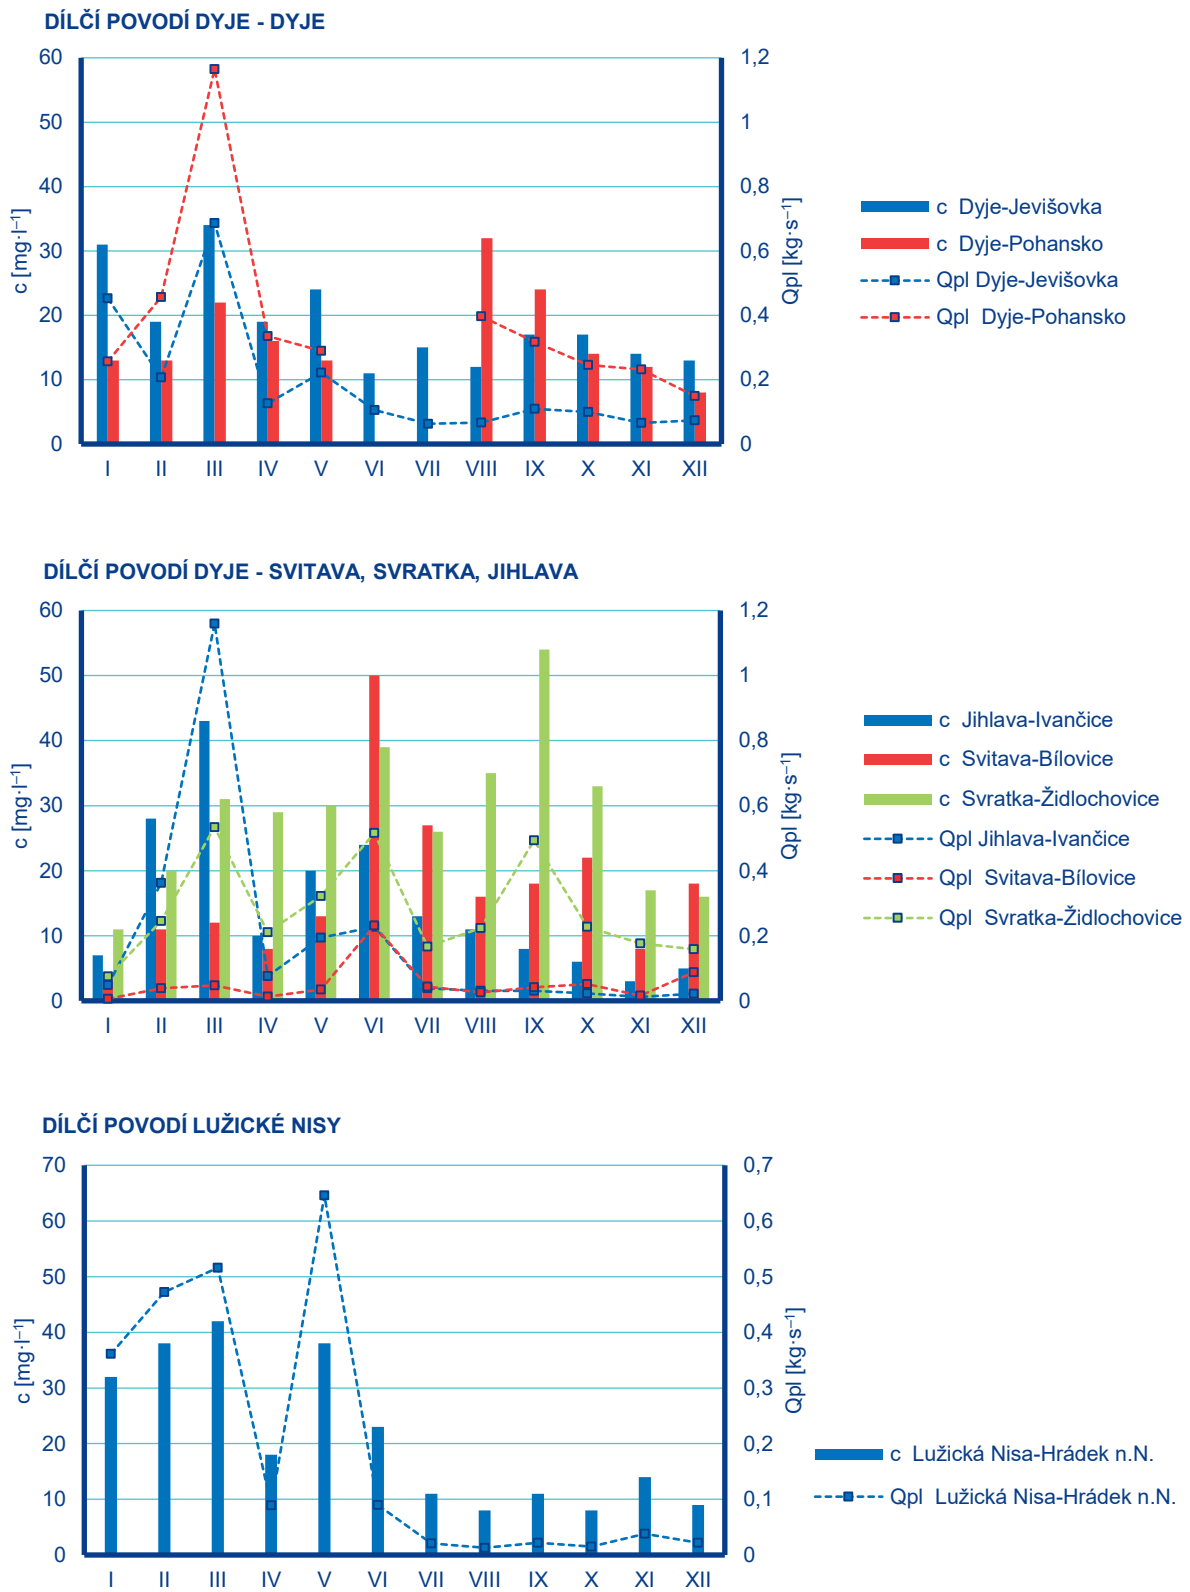 DÍLČÍ POVODÍ DYJE - DYJE
60
50
40
30
20
10
0
c [mg·l⁻¹]
1,2
1
0,8
0,6
0,4
0,2
0
Qpl [kg·s⁻¹]
I II III IV V VI VII VIII IX X XI XII
c Dyje-Jevišovka
c Dyje-Pohansko
Qpl Dyje-Jevišovka
Qpl Dyje-Pohansko
DÍLČÍ POVODÍ DYJE - SVITAVA, SVRATKA, JIHLAVA
60
50
40
30
20
10
0
c [mg·l⁻¹]
1,2
1
0,8
0,6
0,4
0,2
0
Qpl [kg·s⁻¹]
I II III IV V VI VII VIII IX X XI XII
c Jihlava-Ivančice
c Svitava-Bílovice
c Svratka-Židlochovice
Qpl Jihlava-Ivančice
Qpl Svitava-Bílovice
Qpl Svratka-Židlochovice
DÍLČÍ POVODÍ LUŽICKÉ NISY
70
60
50
40
30
20
10
0
c [mg·l⁻¹]
0,7
0,6
0,5
0,4
0,3
0,2
0,1
0
Qpl [kg·s⁻¹]
I II III IV V VI VII VIII IX X XI XII
c Lužická Nisa-Hrádek n.N.
Qpl Lužická Nisa-Hrádek n.N.